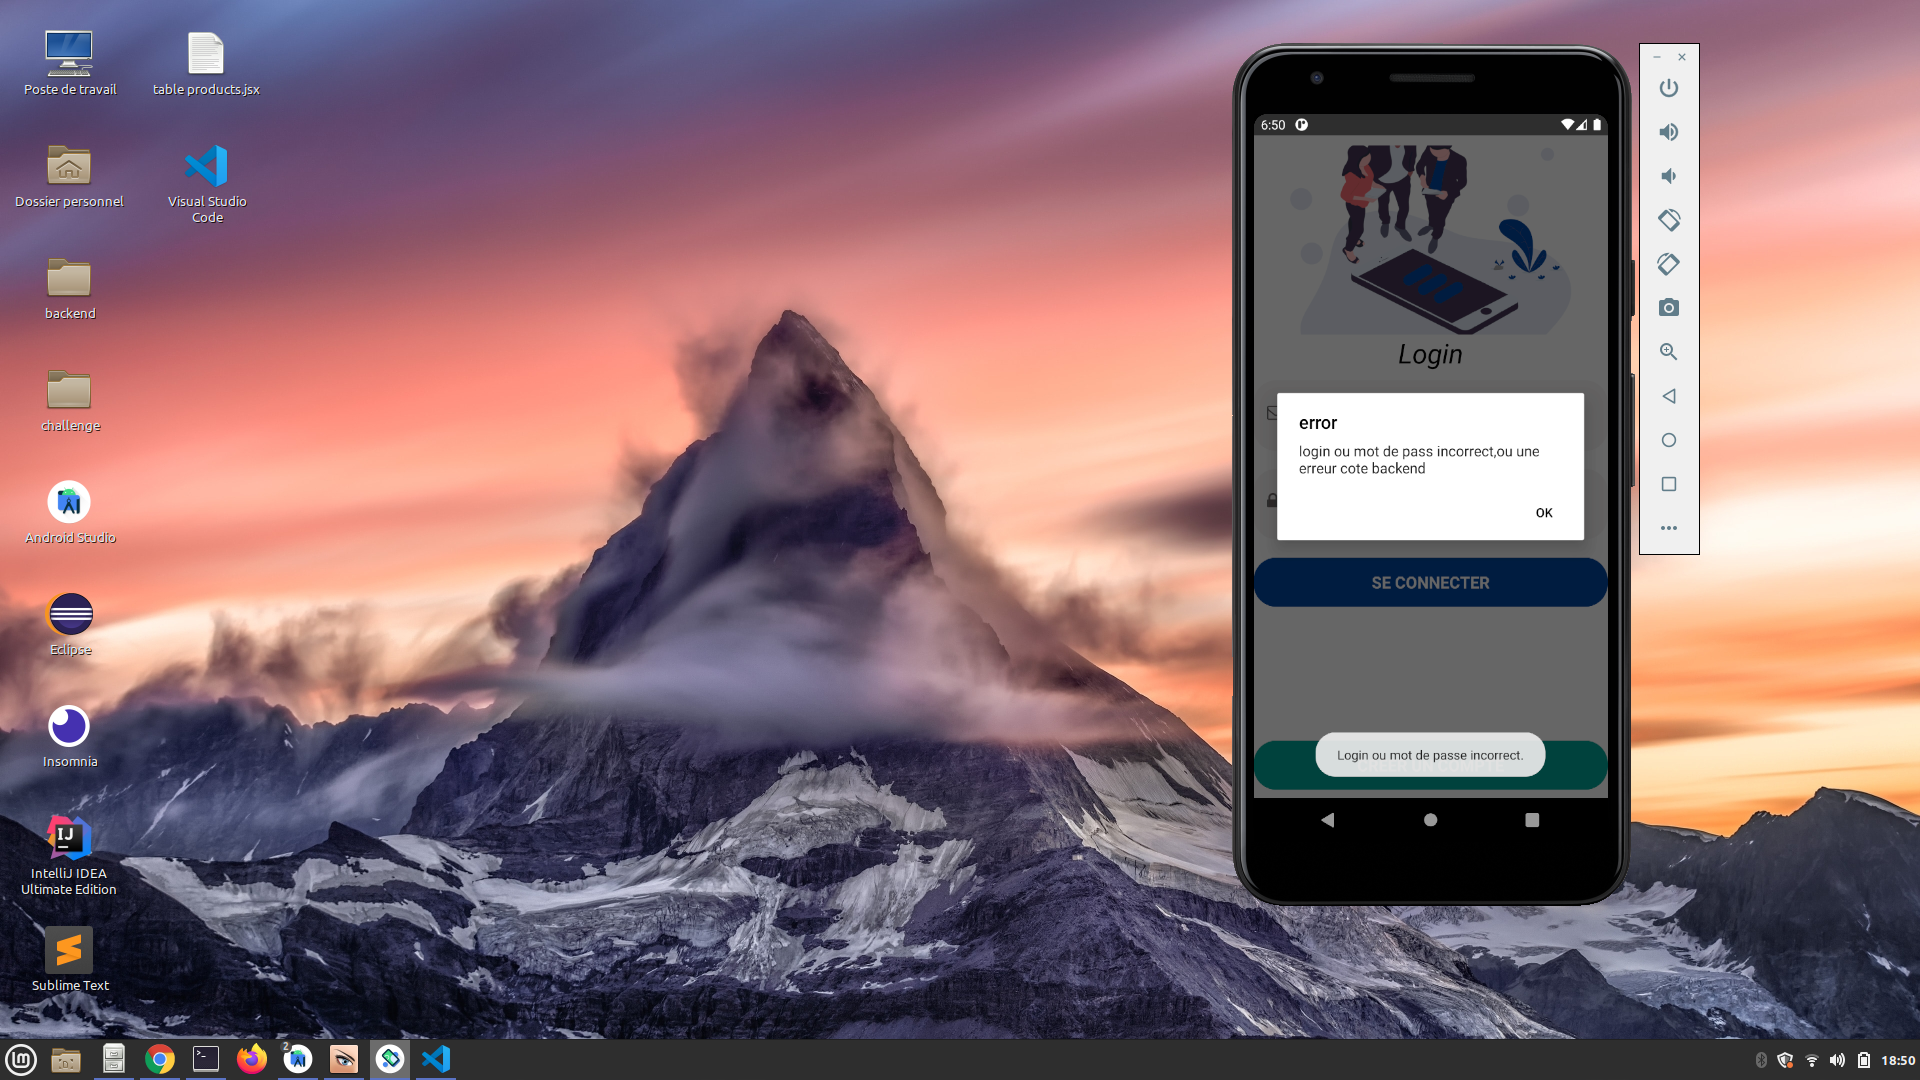 Poste de travail
table products.jsx
Dossier personnel
Visual Studio
Code
backend
challenge
Android Studio
Eclipse
Insomnia
IJ
IntelliJ IDEA
Ultimate Edition
Sublime Text
6:50
Login
error
login ou mot de pass incorrect,ou une
erreur cote backend
OK
SE CONNECTER
Login ou mot de passe incorrect.
2
18:50